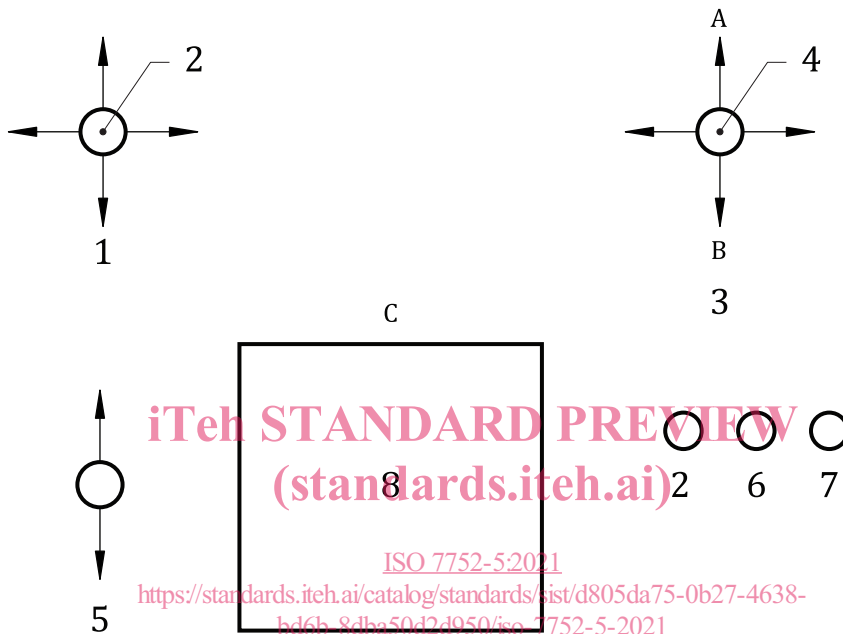 A
2
4
1
B
3
C
iTeh STANDARD PREVIEW
(standards.iteh.ai)
8
2 6 7
ISO 7752-5:2021
https://standards.iteh.ai/catalog/standards/sist/d805da75-0b27-4638-
bd6b-8dba50d2d950/iso-7752-5-2021
5